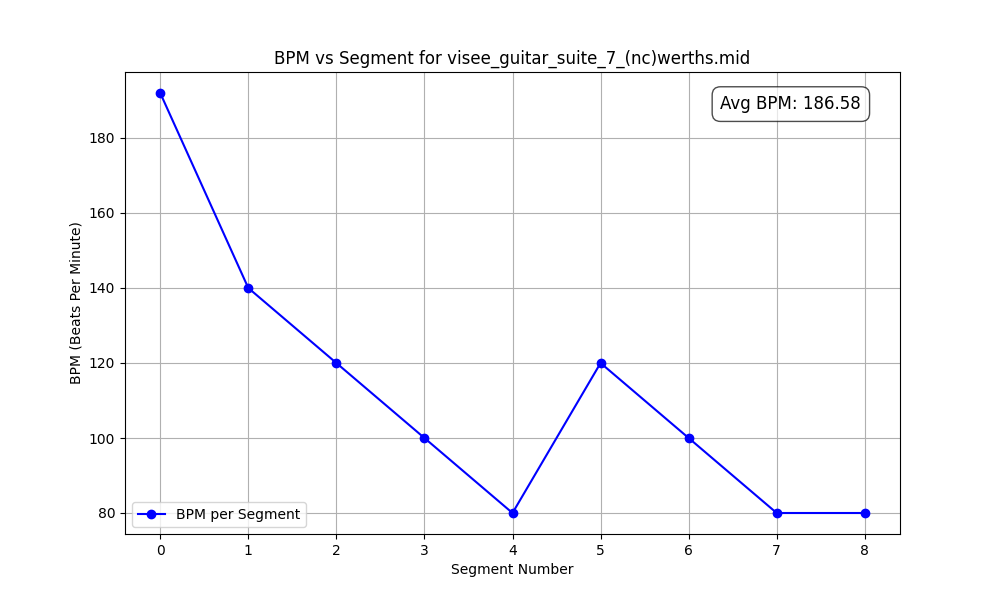 BPM vs Segment for visee_guitar_suite_7_(nc)werths.mid
Avg BPM: 186.58
BPM (Beats Per Minute)
180
160
140
120
100
80
BPM per Segment
0 1 2 3 4 5 6 7 8
Segment Number